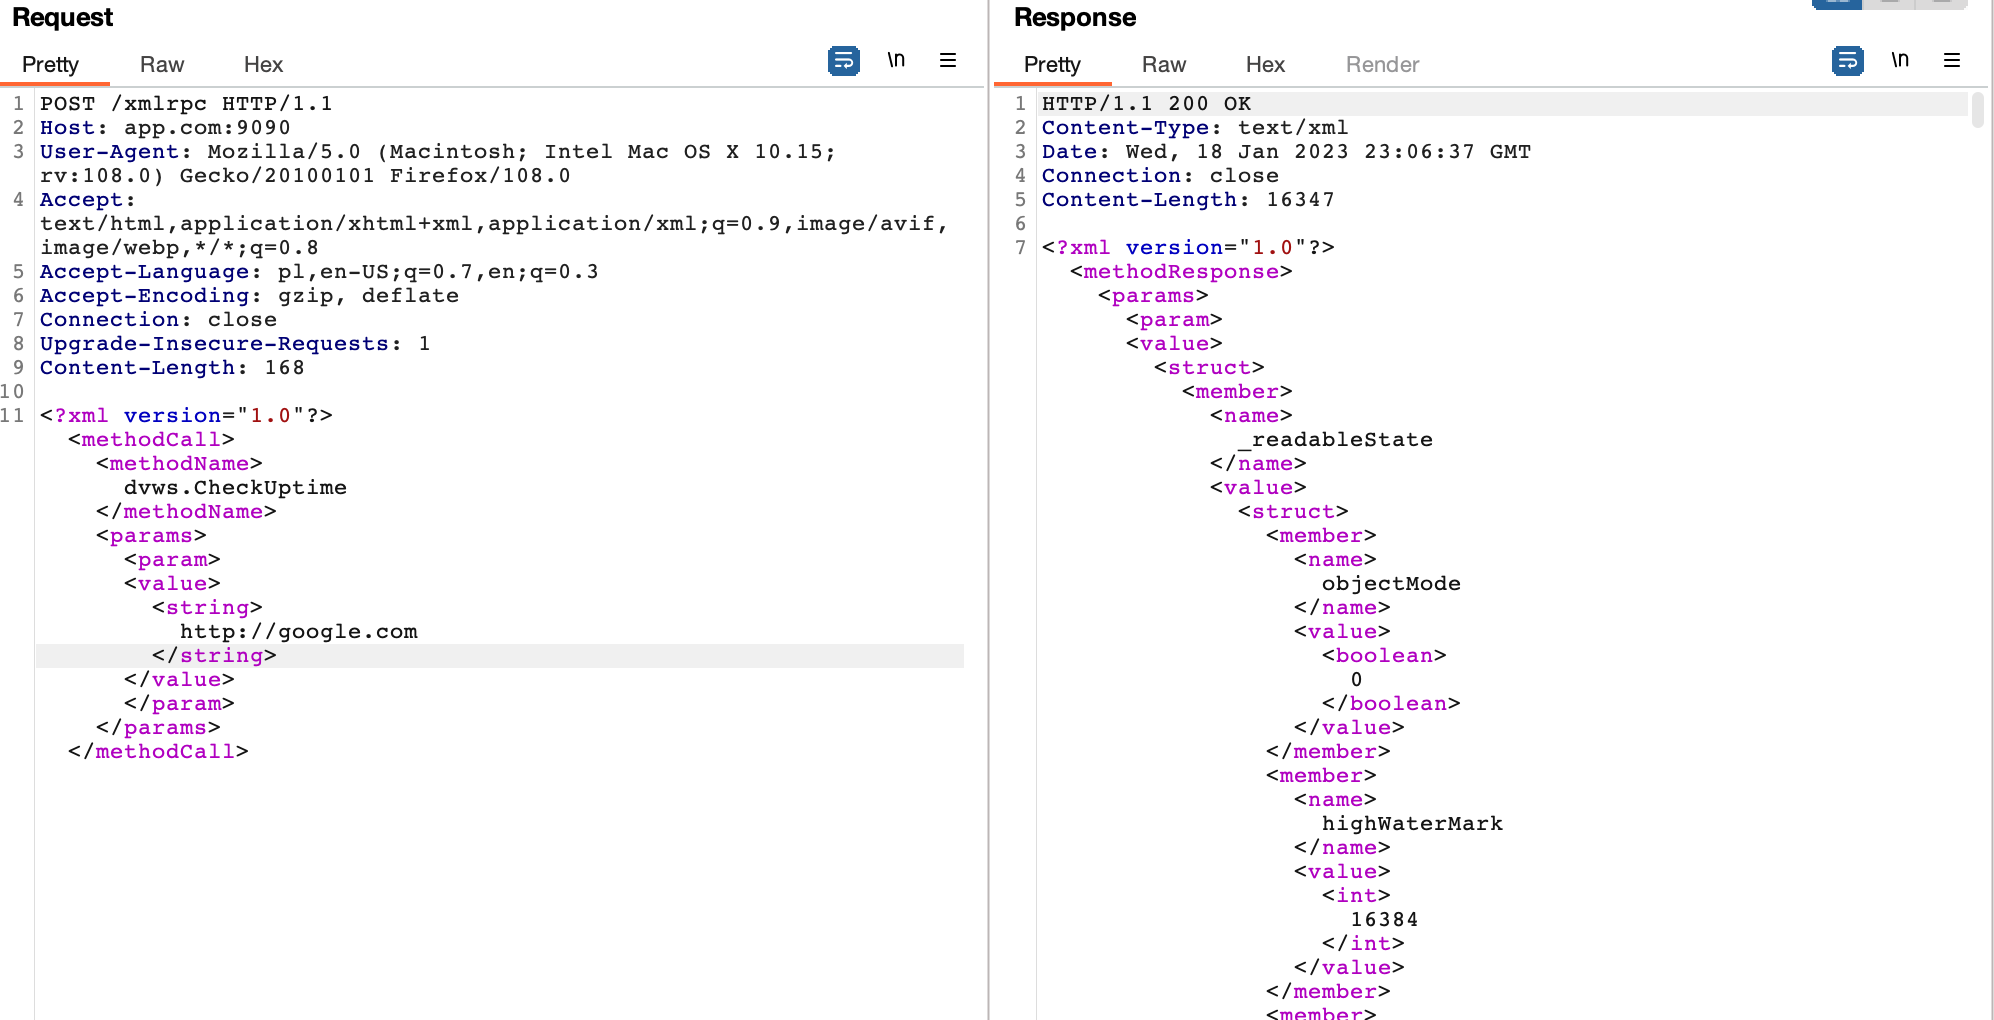 Request
Pretty Raw Hex \n
1 POST /xmlrpc HTTP/1.1
2 Host: app.com:9090
3 User-Agent: Mozilla/5.0 (Macintosh; Intel Mac OS X 10.15;
rv:108.0) Gecko/20100101 Firefox/108.0
4 Accept:
text/html,application/xhtml+xml,application/xml;q=0.9,image/avif,
image/webp,*/*;q=0.8
5 Accept-Language: pl,en-US;q=0.7,en;q=0.3
6 Accept-Encoding: gzip, deflate
7 Connection: close
8 Upgrade-Insecure-Requests: 1
9 Content-Length: 168
10
11 <?xml version="1.0"?>
<methodCall>
<methodName>
dvws.CheckUptime
</methodName>
<params>
<param>
<value>
<string>
http://google.com
</string>
</value>
</param>
</params>
</methodCall>
Response
Pretty Raw Hex Render \n
1 HTTP/1.1 200 OK
2 Content-Type: text/xml
3 Date: Wed, 18 Jan 2023 23:06:37 GMT
4 Connection: close
5 Content-Length: 16347
6
7 <?xml version="1.0"?>
<methodResponse>
<params>
<param>
<value>
<struct>
<member>
<name>
_readableState
</name>
<value>
<struct>
<member>
<name>
objectMode
</name>
<value>
<boolean>
0
</boolean>
</value>
</member>
<member>
<name>
highWaterMark
</name>
<value>
<int>
16384
</int>
</value>
</member>
<member>